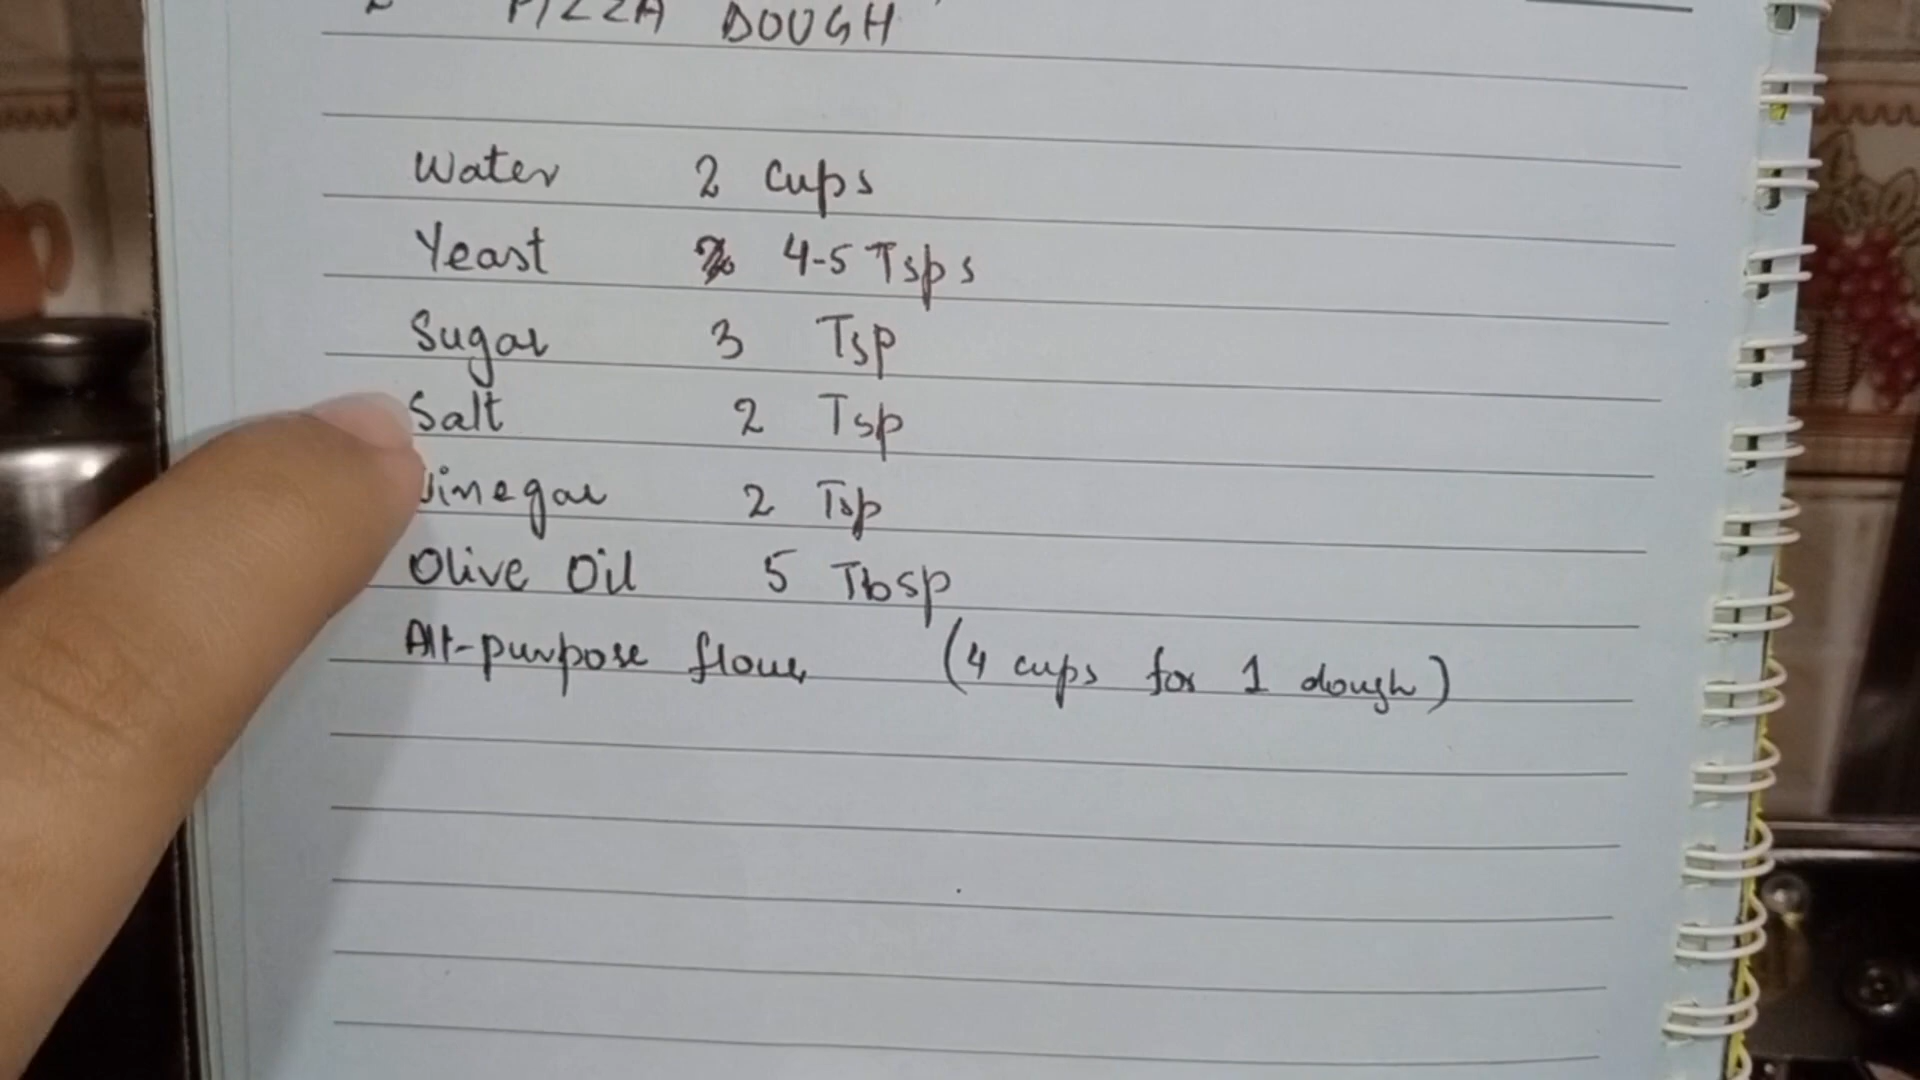 PIZZA DOUGH
Water 2 Cups
Yeast 4-5 Tsps
Sugar 3 Tsp
Salt 2 Tsp
Vinegar 2 Tsp
Olive Oil 5 Tbsp
All-purpose flour (4 cups for 1 dough)